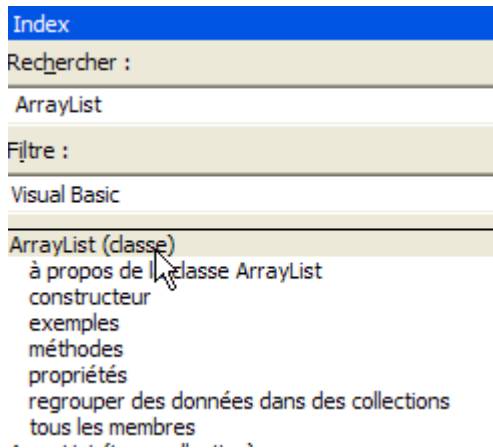 Index
Rechercher :
ArrayList
Filtre :
Visual Basic
ArrayList (classe)
à propos de la classe ArrayList
constructeur
exemples
méthodes
propriétés
regrouper des données dans des collections
tous les membres